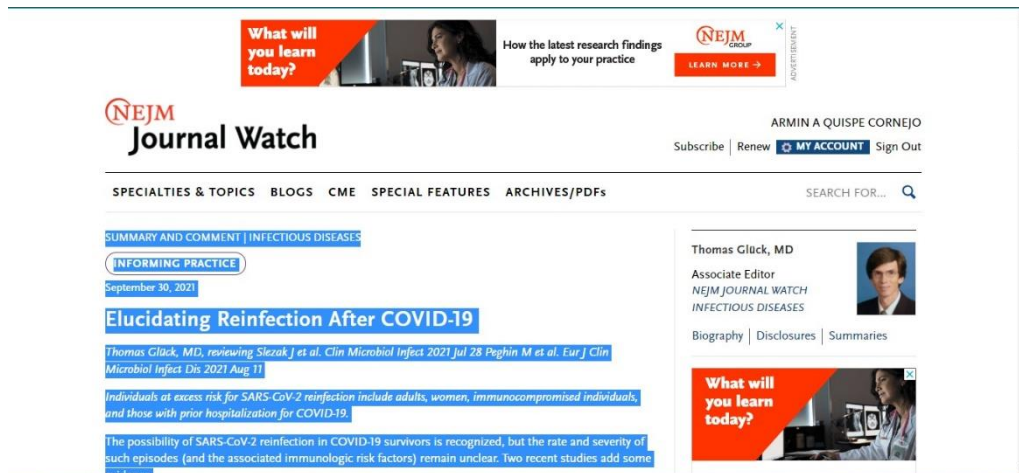 What will
you learn
today?
How the latest research findings
apply to your practice
NEJM
GROUP
LEARN MORE →
ADVERTISEMENT
NEJM
Journal Watch
ARMIN A QUISPE CORNEJO
Subscribe | Renew MY ACCOUNT Sign Out
SPECIALTIES & TOPICS BLOGS CME SPECIAL FEATURES ARCHIVES/PDFs
SEARCH FOR...
SUMMARY AND COMMENT | INFECTIOUS DISEASES
INFORMING PRACTICE
September 30, 2021
Elucidating Reinfection After COVID-19
Thomas Glück, MD, reviewing Slezak J et al. Clin Microbiol Infect 2021 Jul 28 Peghin M et al. Eur J Clin
Microbiol Infect Dis 2021 Aug 11
Individuals at excess risk for SARS-CoV-2 reinfection include adults, women, immunocompromised individuals,
and those with prior hospitalization for COVID-19.
The possibility of SARS-CoV-2 reinfection in COVID-19 survivors is recognized, but the rate and severity of
such episodes (and the associated immunologic risk factors) remain unclear. Two recent studies add some
Thomas Glück, MD
Associate Editor
NEJM JOURNAL WATCH
INFECTIOUS DISEASES
Biography | Disclosures | Summaries
What will
you learn
today?